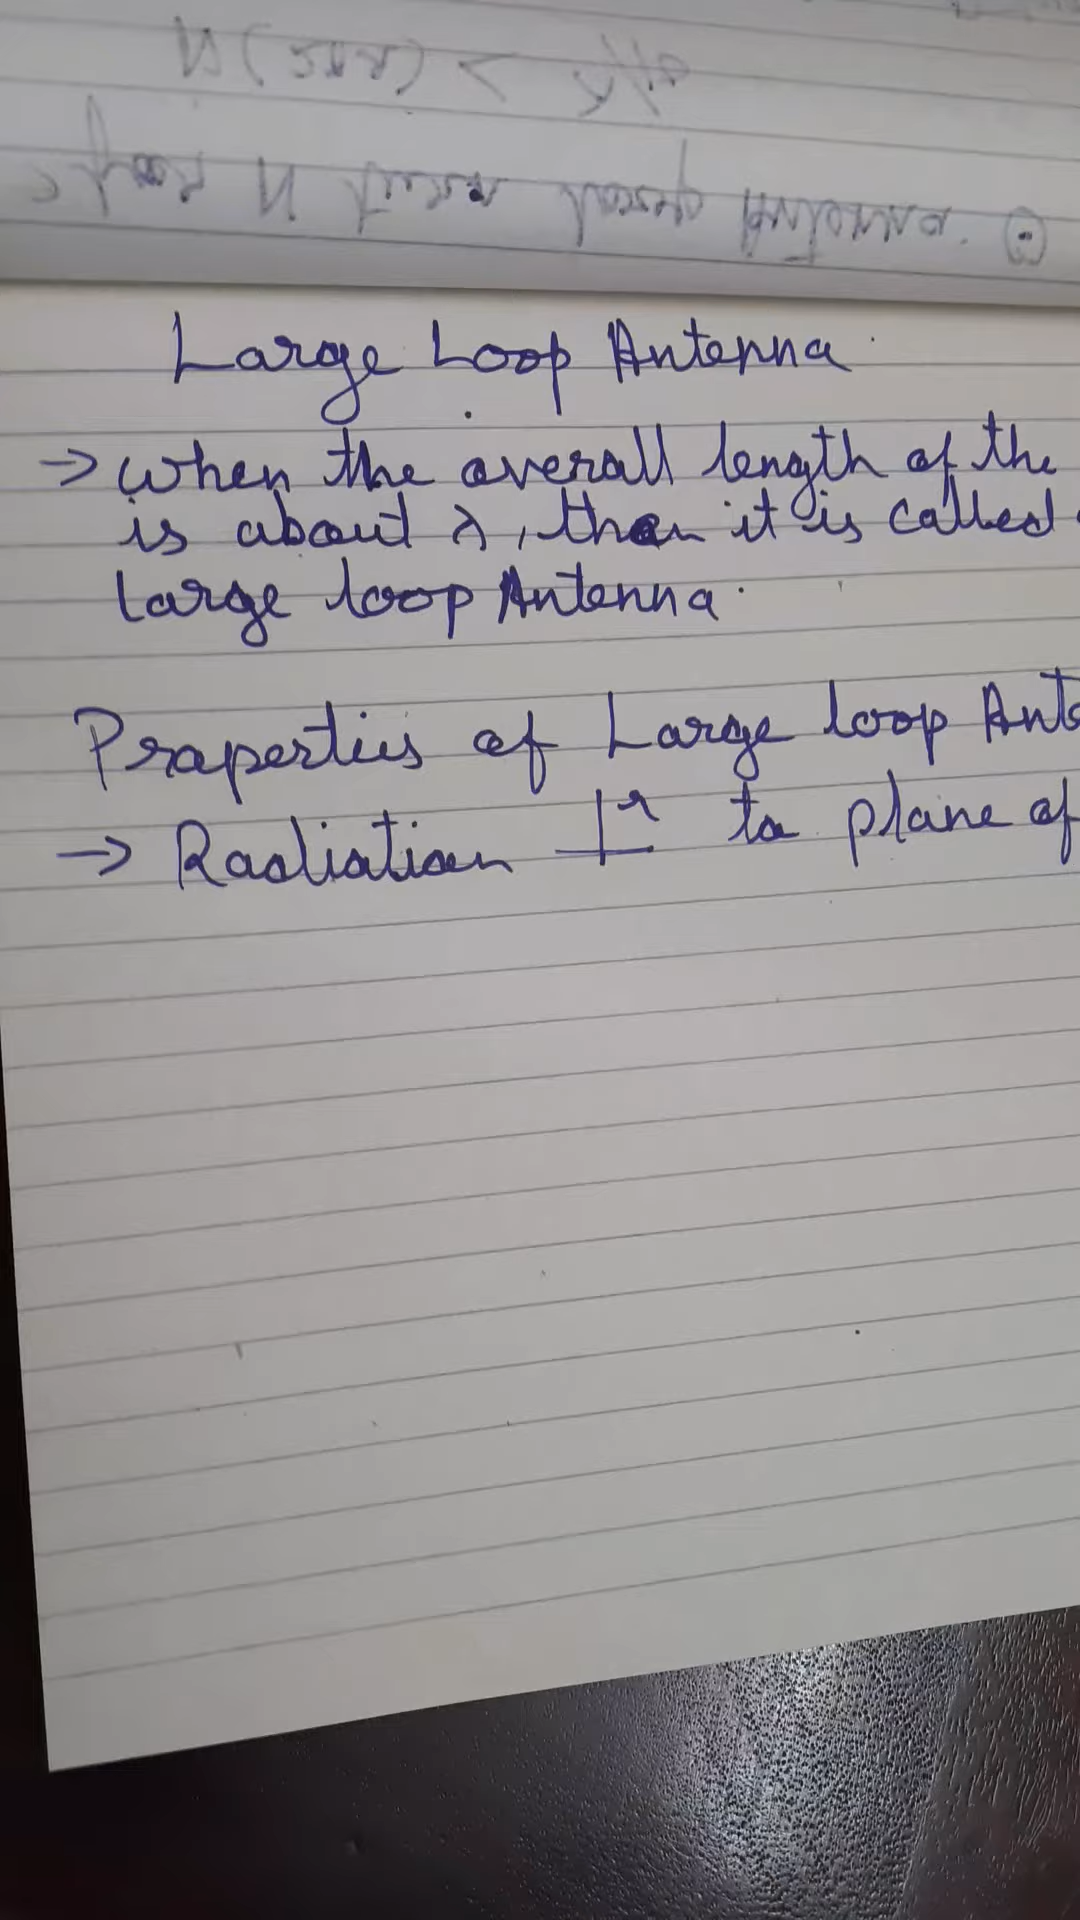 Large Loop Antenna
→ When the overall length of the
is about λ, then it is called
large loop Antenna.
Properties of Large loop Ante
→ Radiation ⊥r to plane of